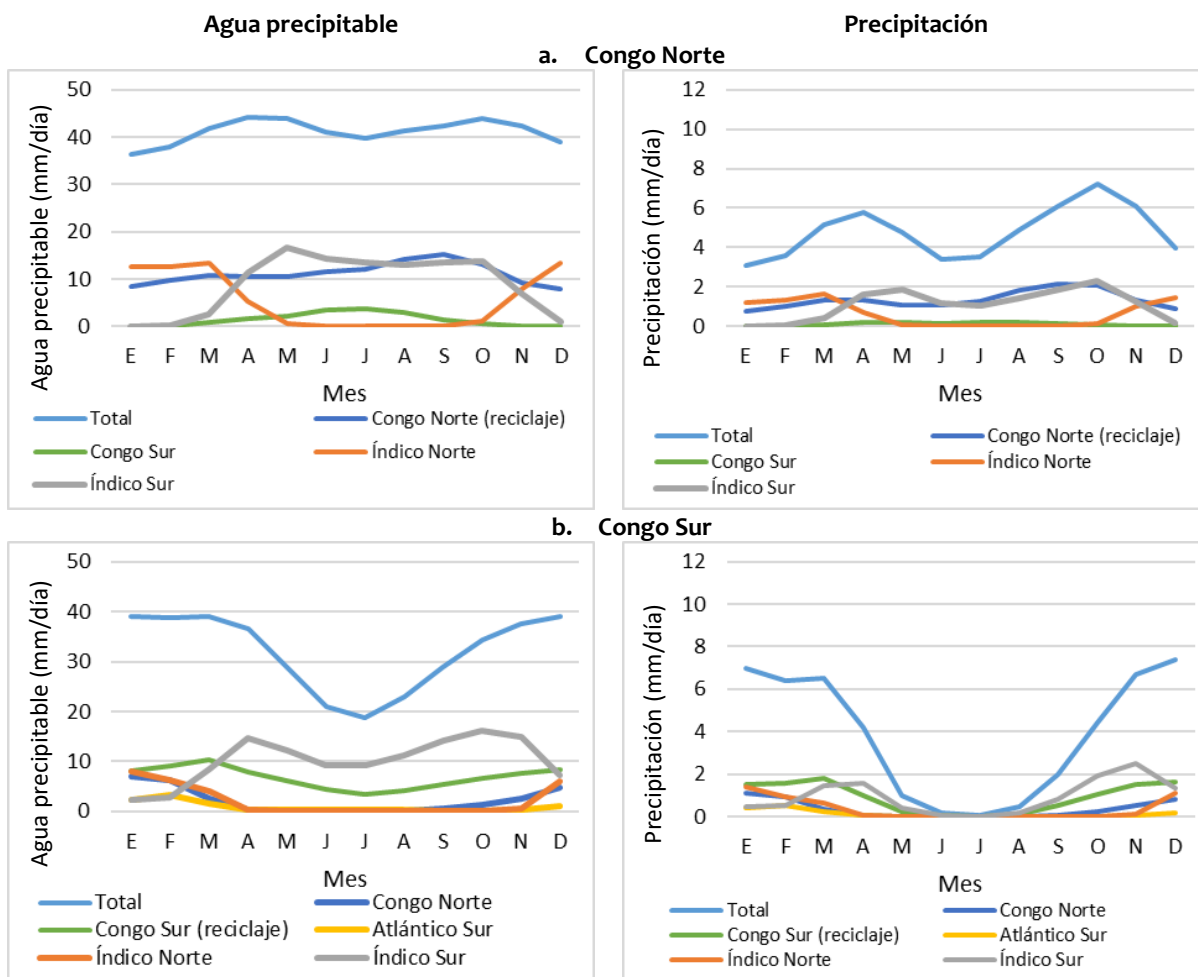 Agua precipitable
Precipitación
a. Congo Norte
Agua precipitable (mm/día)
50
40
30
20
10
0
E F M A M J J A S O N D
Mes
Total
Congo Norte (reciclaje)
Congo Sur
Índico Norte
Índico Sur
Precipitación (mm/día)
12
10
8
6
4
2
0
E F M A M J J A S O N D
Mes
Total
Congo Norte (reciclaje)
Congo Sur
Índico Norte
Índico Sur
b. Congo Sur
Agua precipitable (mm/día)
50
40
30
20
10
0
E F M A M J J A S O N D
Mes
Total
Congo Norte
Congo Sur (reciclaje)
Atlántico Sur
Índico Norte
Índico Sur
Precipitación (mm/día)
12
10
8
6
4
2
0
E F M A M J J A S O N D
Mes
Total
Congo Norte
Congo Sur (reciclaje)
Atlántico Sur
Índico Norte
Índico Sur